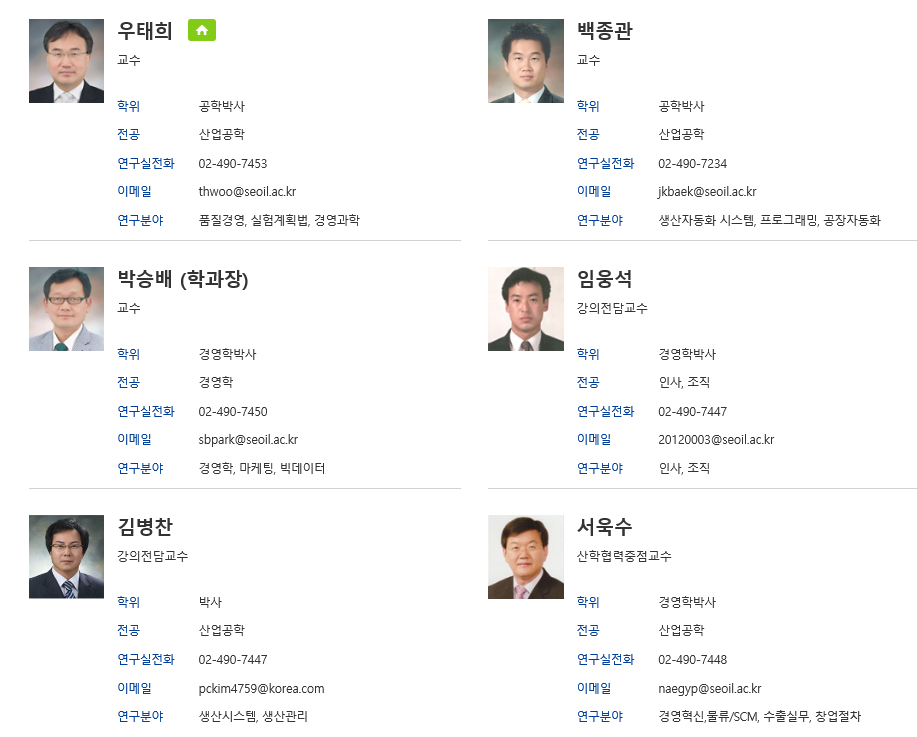 우태희
교수
학위 공학박사
전공 산업공학
연구실전화 02-490-7453
이메일 thwoo@seoil.ac.kr
연구분야 품질경영, 실험계획법, 경영과학
백종관
교수
학위 공학박사
전공 산업공학
연구실전화 02-490-7234
이메일 jkbaek@seoil.ac.kr
연구분야 생산자동화 시스템, 프로그래밍, 공장자동화
박승배 (학과장)
교수
학위 경영학박사
전공 경영학
연구실전화 02-490-7450
이메일 sbpark@seoil.ac.kr
연구분야 경영학, 마케팅, 빅데이터
임웅석
강의전담교수
학위 경영학박사
전공 인사, 조직
연구실전화 02-490-7447
이메일 20120003@seoil.ac.kr
연구분야 인사, 조직
김병찬
강의전담교수
학위 박사
전공 산업공학
연구실전화 02-490-7447
이메일 pckim4759@korea.com
연구분야 생산시스템, 생산관리
서욱수
산학협력중점교수
학위 경영학박사
전공 산업공학
연구실전화 02-490-7448
이메일 naegyp@seoil.ac.kr
연구분야 경영혁신,물류/SCM, 수출실무, 창업절차